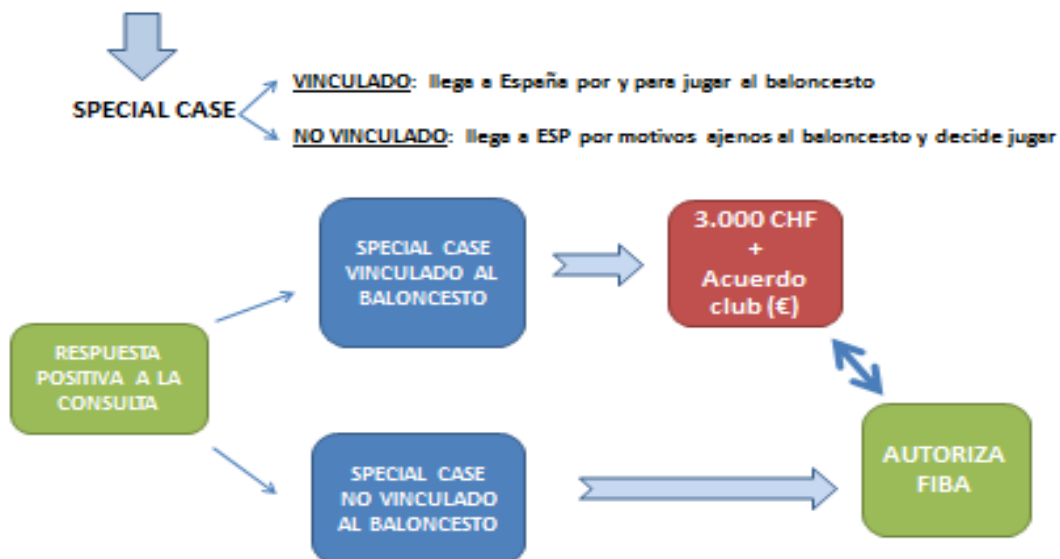 VINCULADO: llega a España por y para jugar al baloncesto
SPECIAL CASE
NO VINCULADO: llega a ESP por motivos ajenos al baloncesto y decide jugar
SPECIAL CASE
VINCULADO AL
BALONCESTO
3.000 CHF
+
Acuerdo
club (€)
RESPUESTA
POSITIVA A LA
CONSULTA
SPECIAL CASE
NO VINCULADO
AL BALONCESTO
AUTORIZA
FIBA